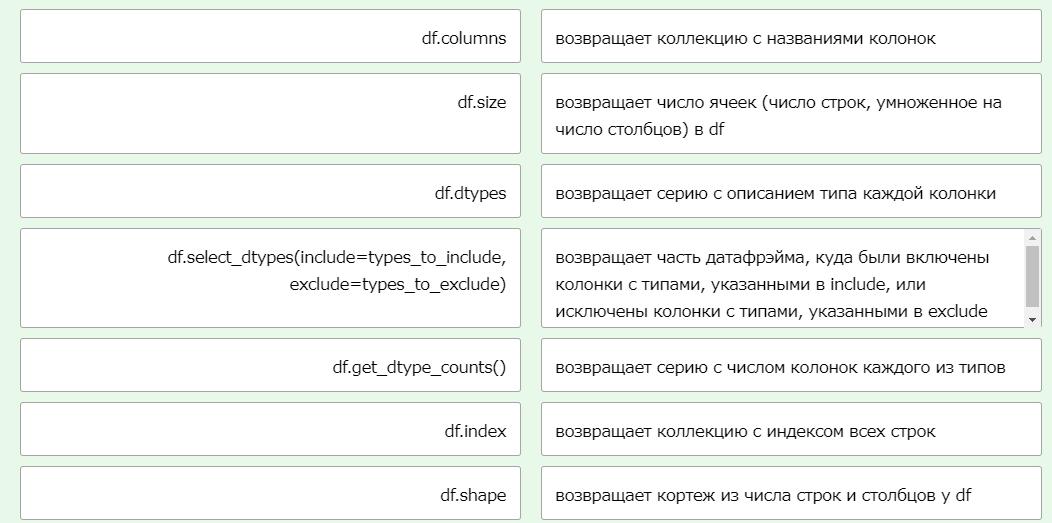 df.columns
возвращает коллекцию с названиями колонок
df.size
возвращает число ячеек (число строк, умноженное на
число столбцов) в df
df.dtypes
возвращает серию с описанием типа каждой колонки
df.select_dtypes(include=types_to_include,
exclude=types_to_exclude)
возвращает часть датафрэйма, куда были включены
колонки с типами, указанными в include, или
исключены колонки с типами, указанными в exclude
df.get_dtype_counts()
возвращает серию с числом колонок каждого из типов
df.index
возвращает коллекцию с индексом всех строк
df.shape
возвращает кортеж из числа строк и столбцов у df